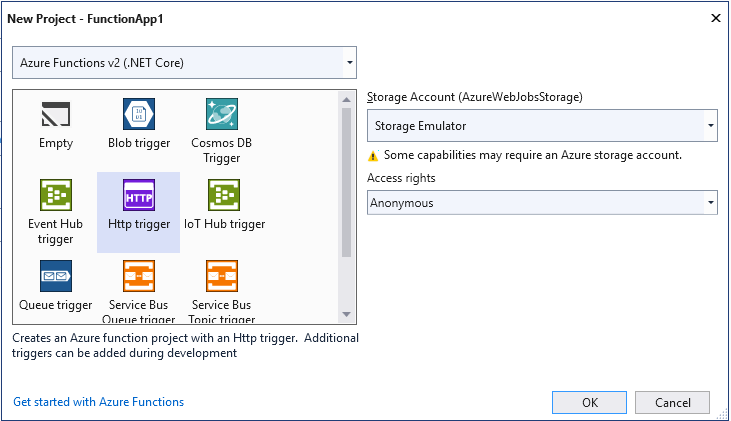 New Project - FunctionApp1
Azure Functions v2 (.NET Core)
Empty
Blob trigger
Cosmos DB
Trigger
Event Hub
trigger
Http trigger
IoT Hub trigger
Queue trigger
Service Bus
Queue trigger
Service Bus
Topic trigger
HTTP
Storage Account (AzureWebJobsStorage)
Storage Emulator
Some capabilities may require an Azure storage account.
Access rights
Anonymous
Creates an Azure function project with an Http trigger. Additional
triggers can be added during development
Get started with Azure Functions
OK
Cancel